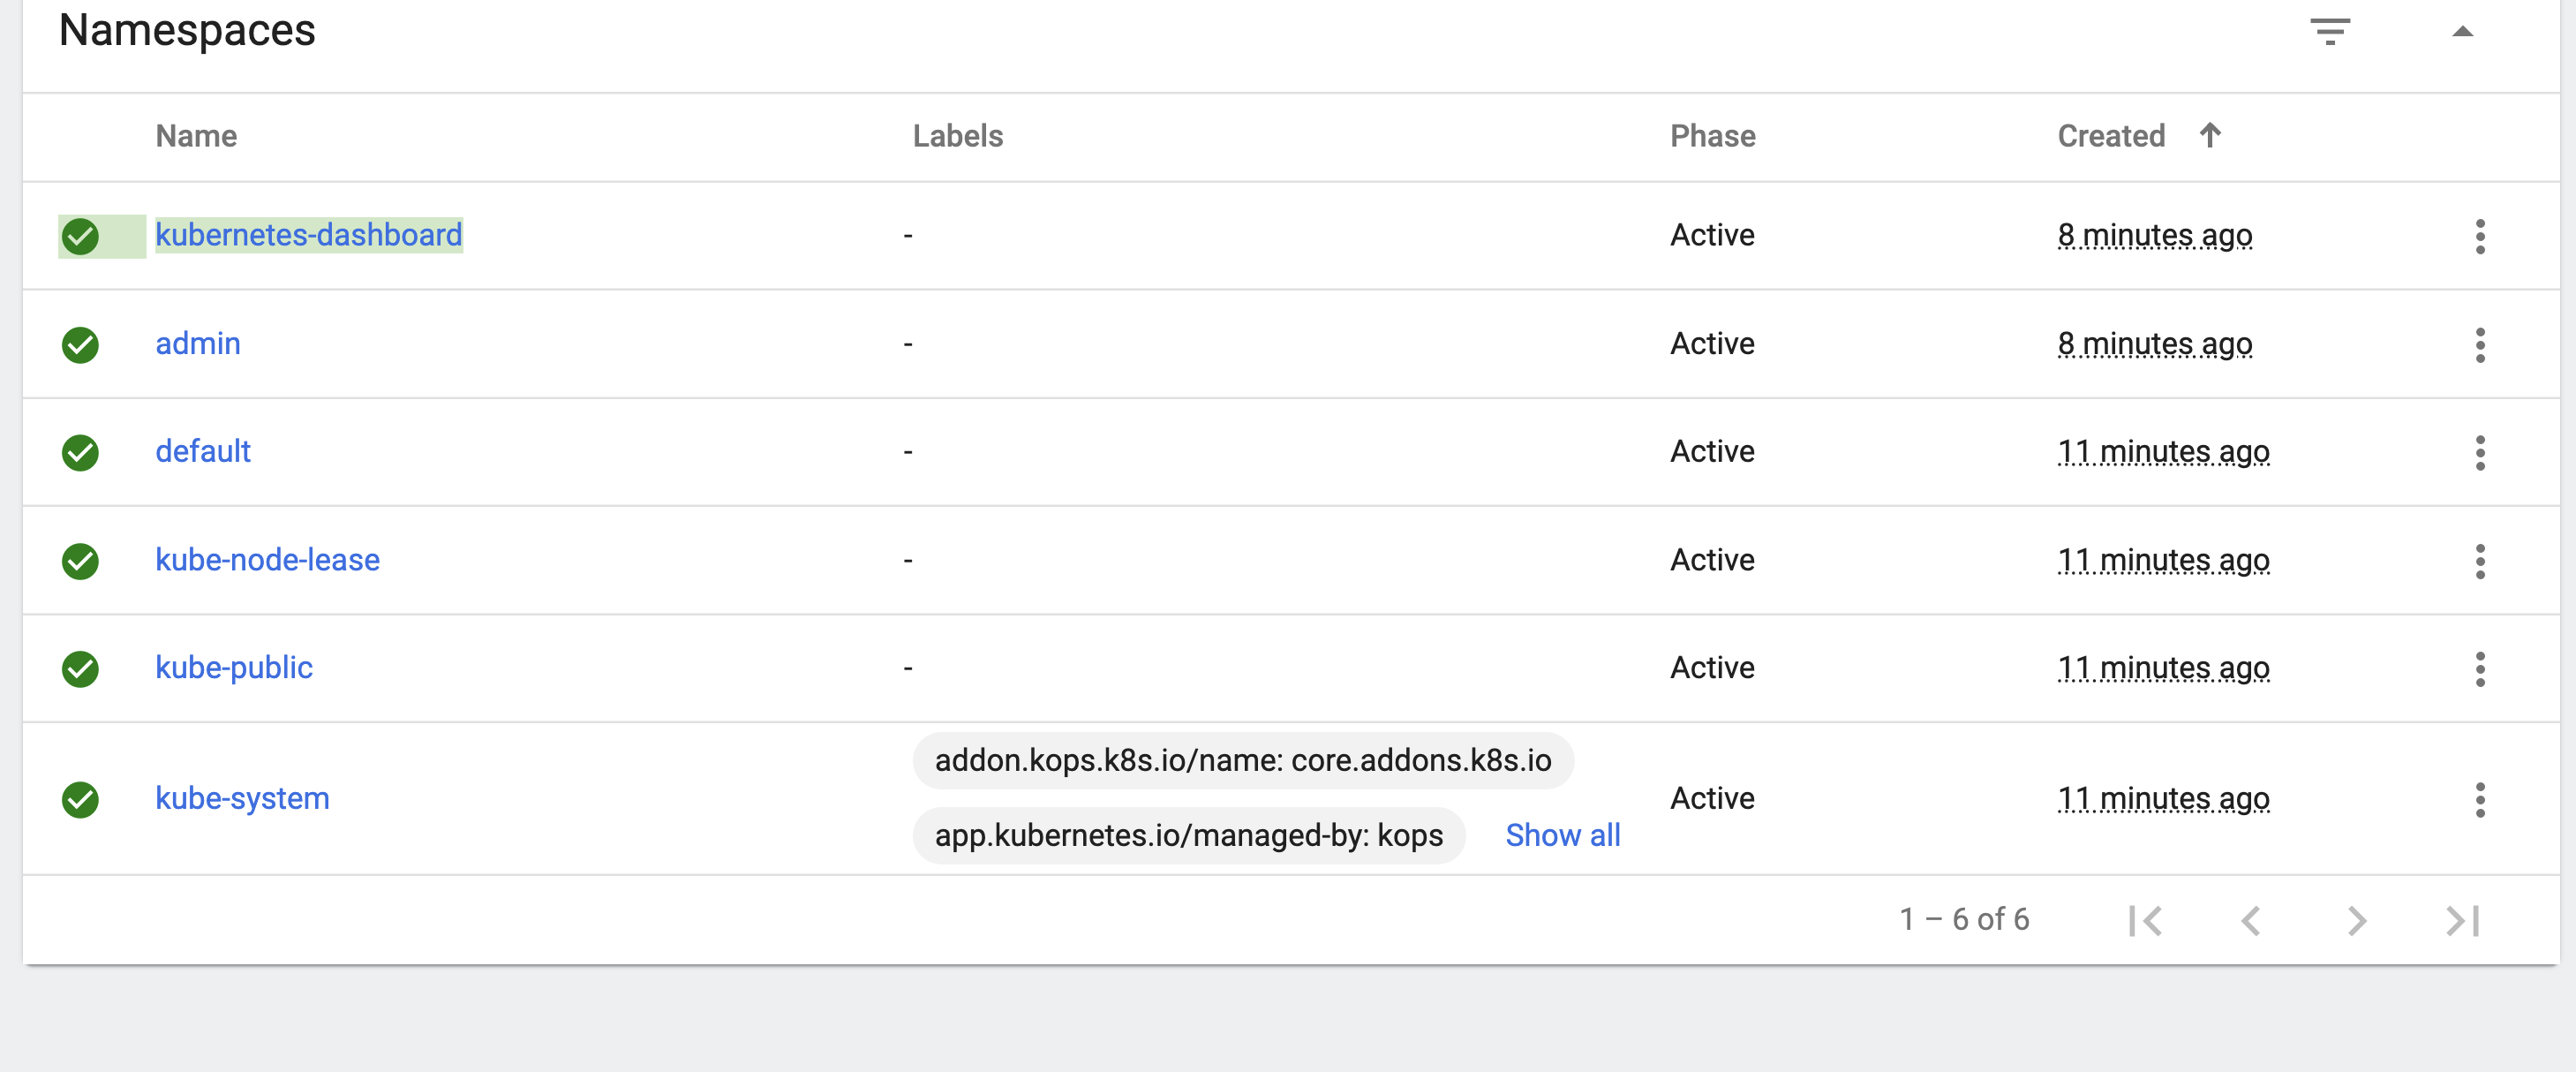 Namespaces
Name Labels Phase Created
kubernetes-dashboard - Active 8 minutes ago
admin - Active 8 minutes ago
default - Active 11 minutes ago
kube-node-lease - Active 11 minutes ago
kube-public - Active 11 minutes ago
addon.kops.k8s.io/name: core.addons.k8s.io
kube-system Active 11 minutes ago
app.kubernetes.io/managed-by: kops Show all
1 – 6 of 6